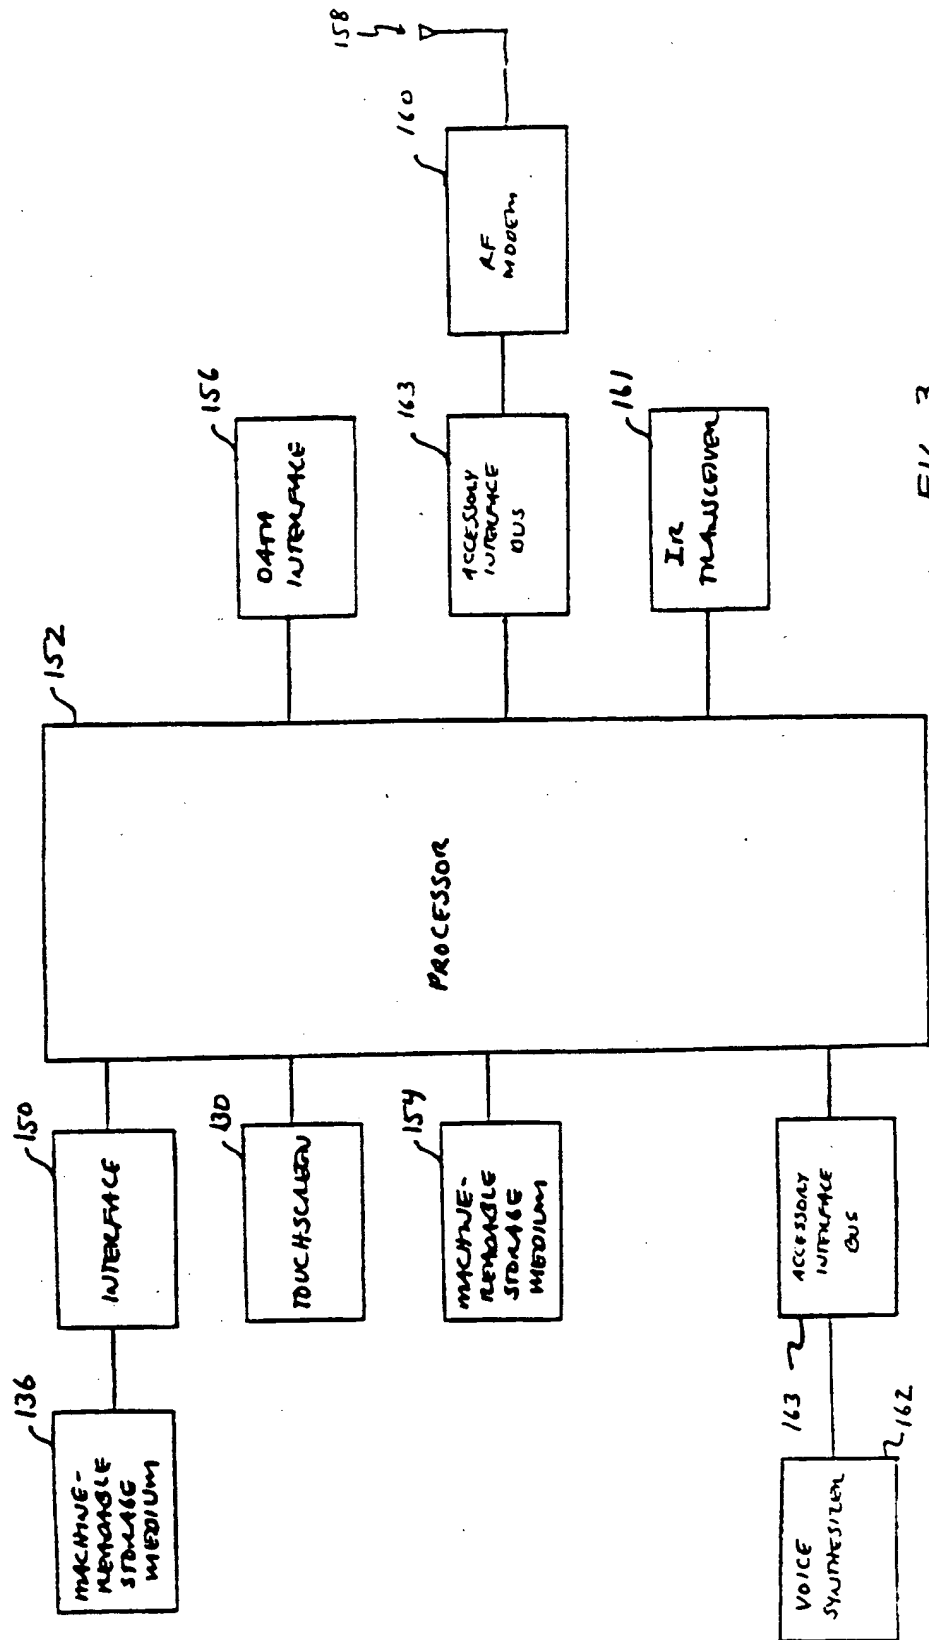 136
MACHINE-
READABLE
STORAGE
MEDIUM
150
INTERFACE
130
TOUCHSCREEN
154
MACHINE-
READABLE
STORAGE
MEDIUM
VOICE
SYNTHESIZER
162
163
ACCESSORY
INTERFACE
BUS
152
PROCESSOR
156
DATA
INTERFACE
163
ACCESSORY
INTERFACE
BUS
160
RF
MODEM
158
161
IR
TRANSCEIVER